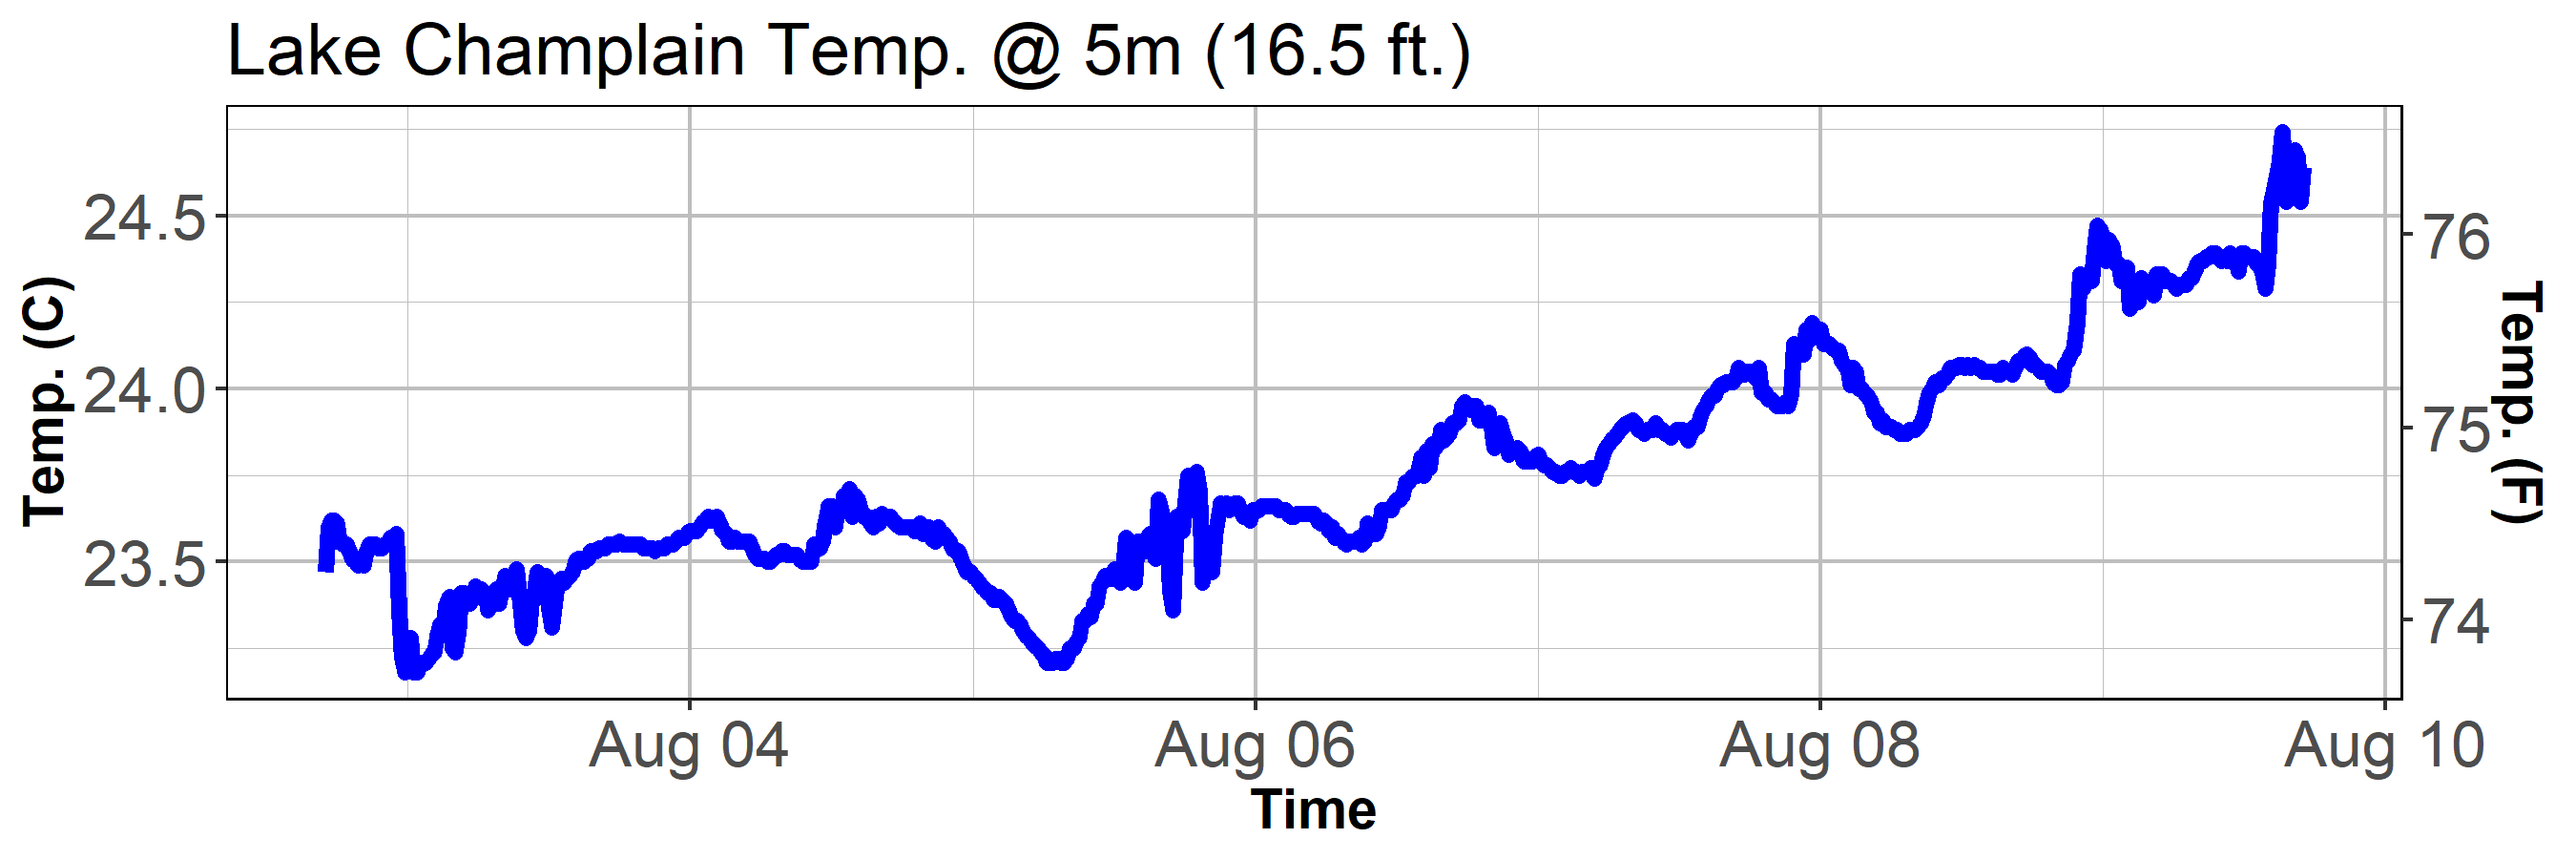 Lake Champlain Temp. @ 5m (16.5 ft.)
Temp. (C)
24.5
24.0
23.5
76
75
74
Temp. (F)
Aug 04
Aug 06
Aug 08
Aug 10
Time